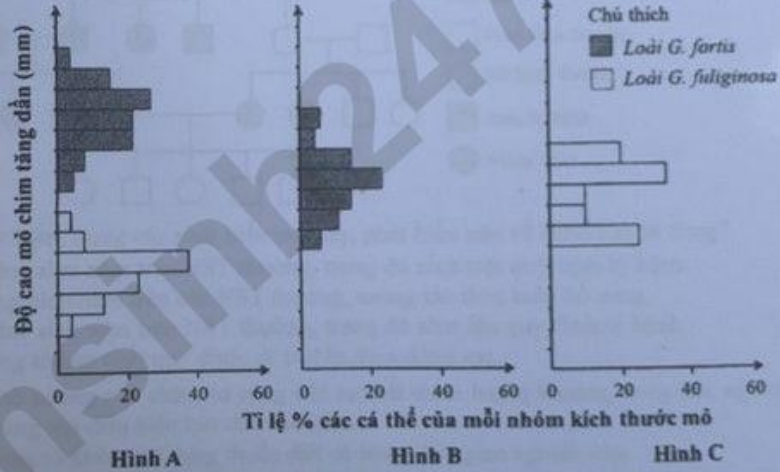 Chú thích
Loài G. fortis
Loài G. fuliginosa
Độ cao mỏ chim tăng dần (mm)
0 20 40 60
0 20 40 60
0 20 40 60
Tỉ lệ % các cá thể của mỗi nhóm kích thước mỏ
Hình A Hình B Hình C
nsinh247